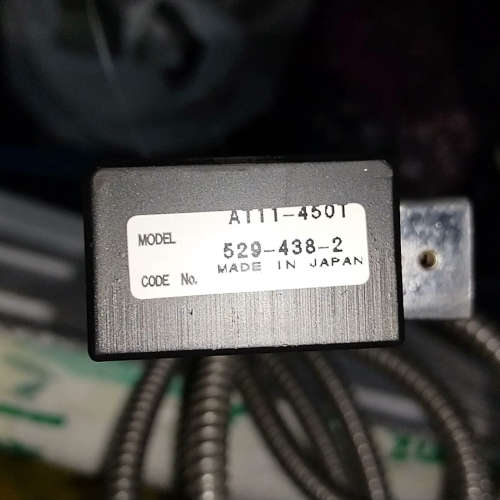 AT11-450T
MODEL
529-438-2
CODE No.
MADE IN JAPAN